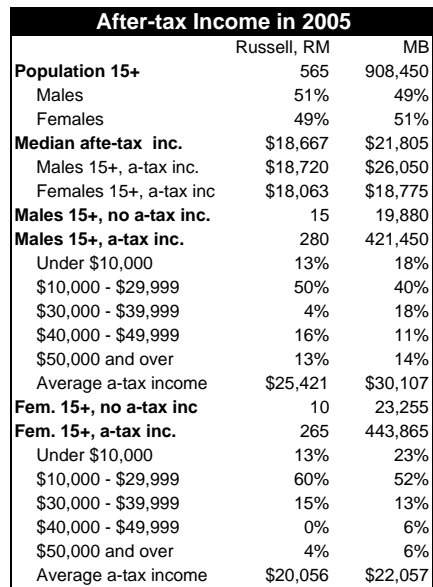 After-tax Income in 2005
Russell, RM MB
Population 15+ 565 908,450
Males 51% 49%
Females 49% 51%
Median afte-tax inc. $18,667 $21,805
Males 15+, a-tax inc. $18,720 $26,050
Females 15+, a-tax inc $18,063 $18,775
Males 15+, no a-tax inc. 15 19,880
Males 15+, a-tax inc. 280 421,450
Under $10,000 13% 18%
$10,000 - $29,999 50% 40%
$30,000 - $39,999 4% 18%
$40,000 - $49,999 16% 11%
$50,000 and over 13% 14%
Average a-tax income $25,421 $30,107
Fem. 15+, no a-tax inc 10 23,255
Fem. 15+, a-tax inc. 265 443,865
Under $10,000 13% 23%
$10,000 - $29,999 60% 52%
$30,000 - $39,999 15% 13%
$40,000 - $49,999 0% 6%
$50,000 and over 4% 6%
Average a-tax income $20,056 $22,057